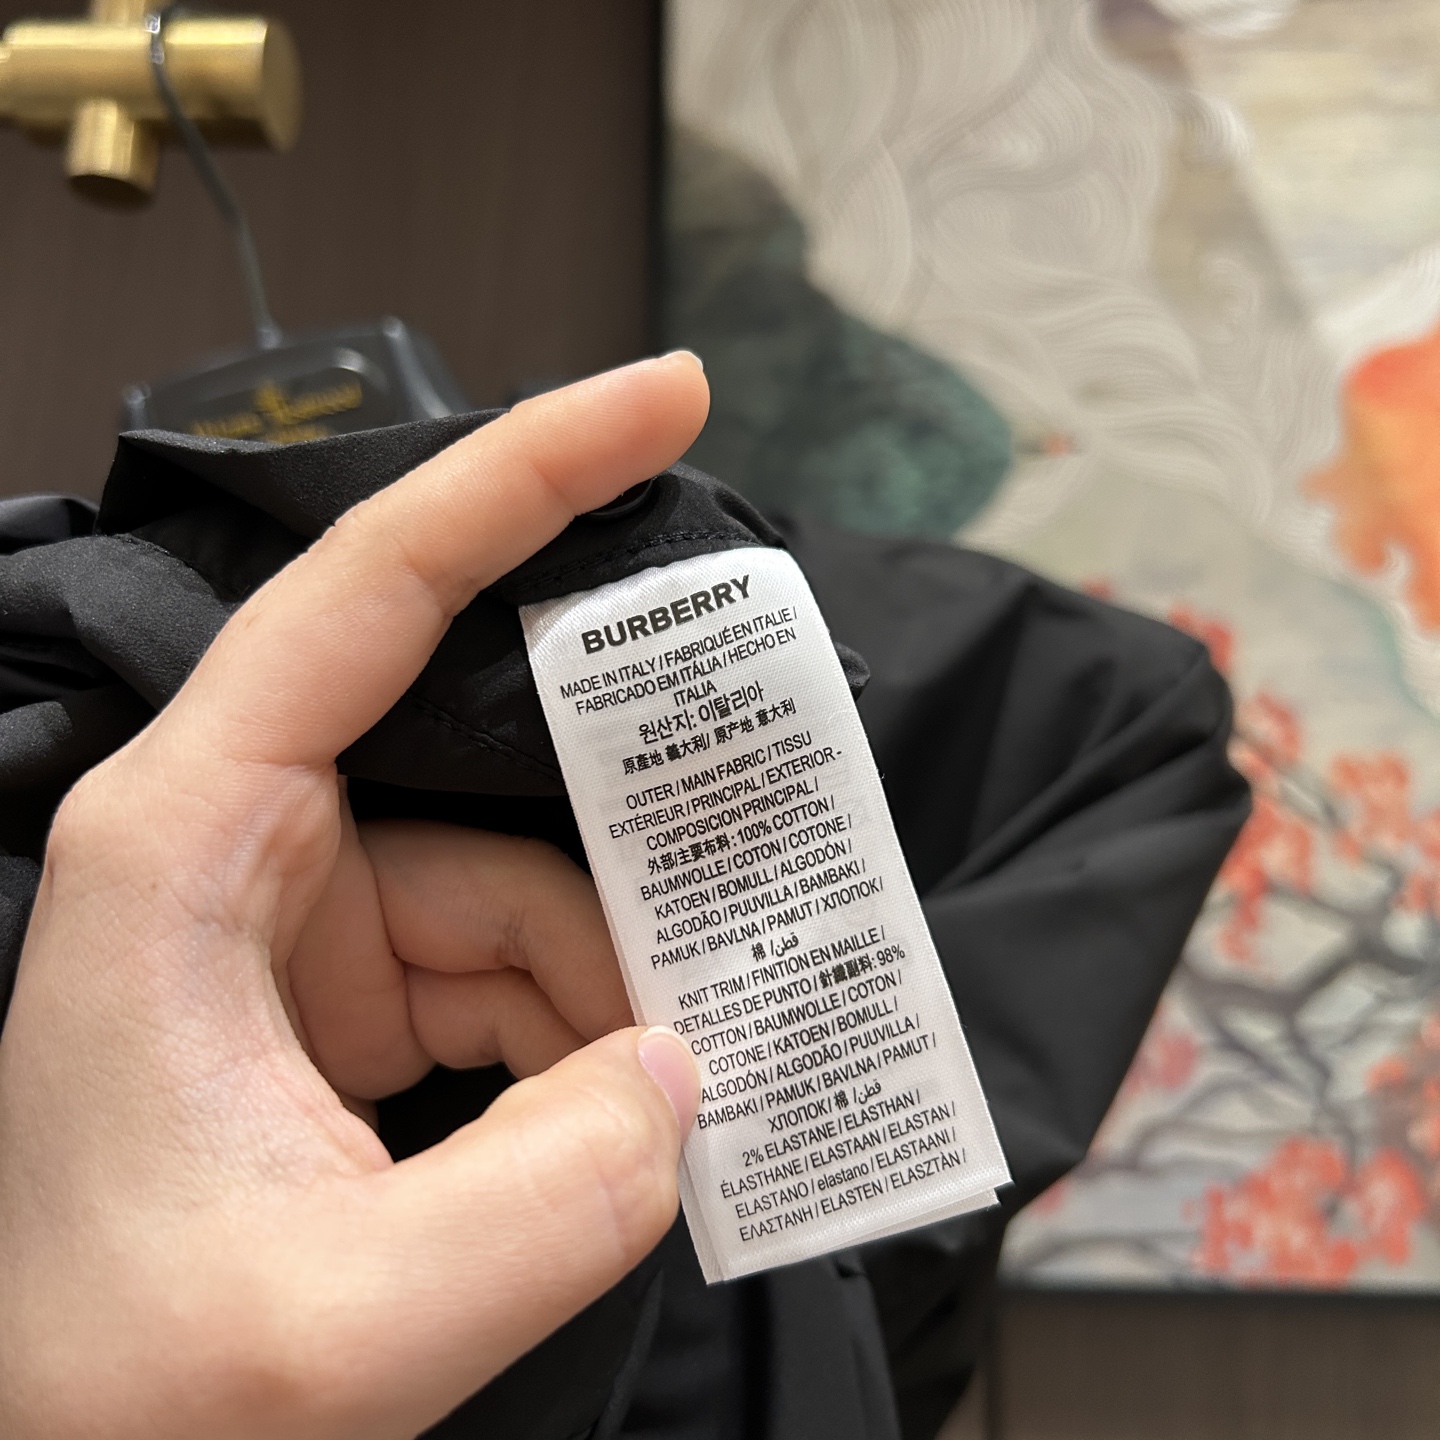 BURBERRY
MADE IN ITALY / FABRIQUÉ EN ITALIE /
FABRICADO EM ITÁLIA / HECHO EN
ITALIA
원산지: 이탈리아
原產地 義大利/ 原产地 意大利
OUTER / MAIN FABRIC / TISSU
EXTÉRIEUR / PRINCIPAL / EXTERIOR -
COMPOSICION PRINCIPAL /
外部/主要布料: 100% COTTON /
BAUMWOLLE / COTON / COTONE /
KATOEN / BOMULL / ALGODÓN /
ALGODÃO / PUUVILLA / BAMBAKI /
PAMUK / BAVLNA / PAMUT / ХЛОПОК/
棉 /قطن
KNIT TRIM / FINITION EN MAILLE /
DETALLES DE PUNTO / 針織副料: 98%
COTTON / BAUMWOLLE / COTON /
COTONE / KATOEN / BOMULL /
ALGODÓN / ALGODÃO / PUUVILLA /
BAMBAKI / PAMUK / BAVLNA / PAMUT /
ХЛОПОК/ 棉 /قطن
2% ELASTANE / ELASTHAN /
ÉLASTHANE / ELASTAAN / ELASTAN /
ELASTANO / elastano / ELASTAANI /
ΕΛΑΣΤΑΝΗ / ELASTEN / ELASZTÀN /